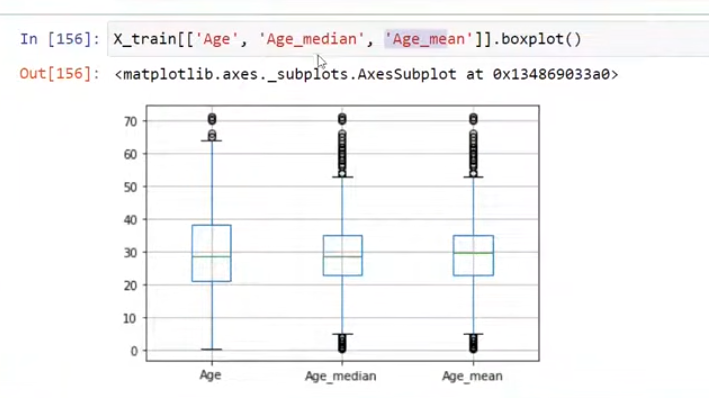 In [156]: X_train[['Age', 'Age_median', 'Age_mean']].boxplot()
Out[156]: <matplotlib.axes._subplots.AxesSubplot at 0x134869033a0>
70
60
50
40
30
20
10
0
Age Age_median Age_mean